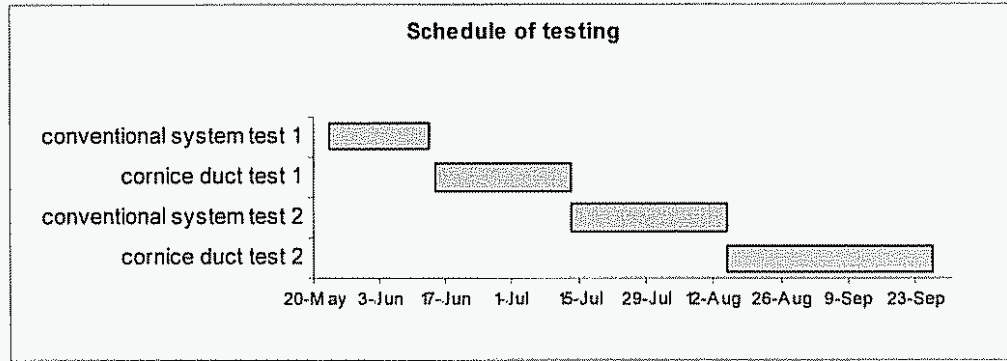 Schedule of testing
conventional system test 1
cornice duct test 1
conventional system test 2
cornice duct test 2
20-May 3-Jun 17-Jun 1-Jul 15-Jul 29-Jul 12-Aug 26-Aug 9-Sep 23-Sep